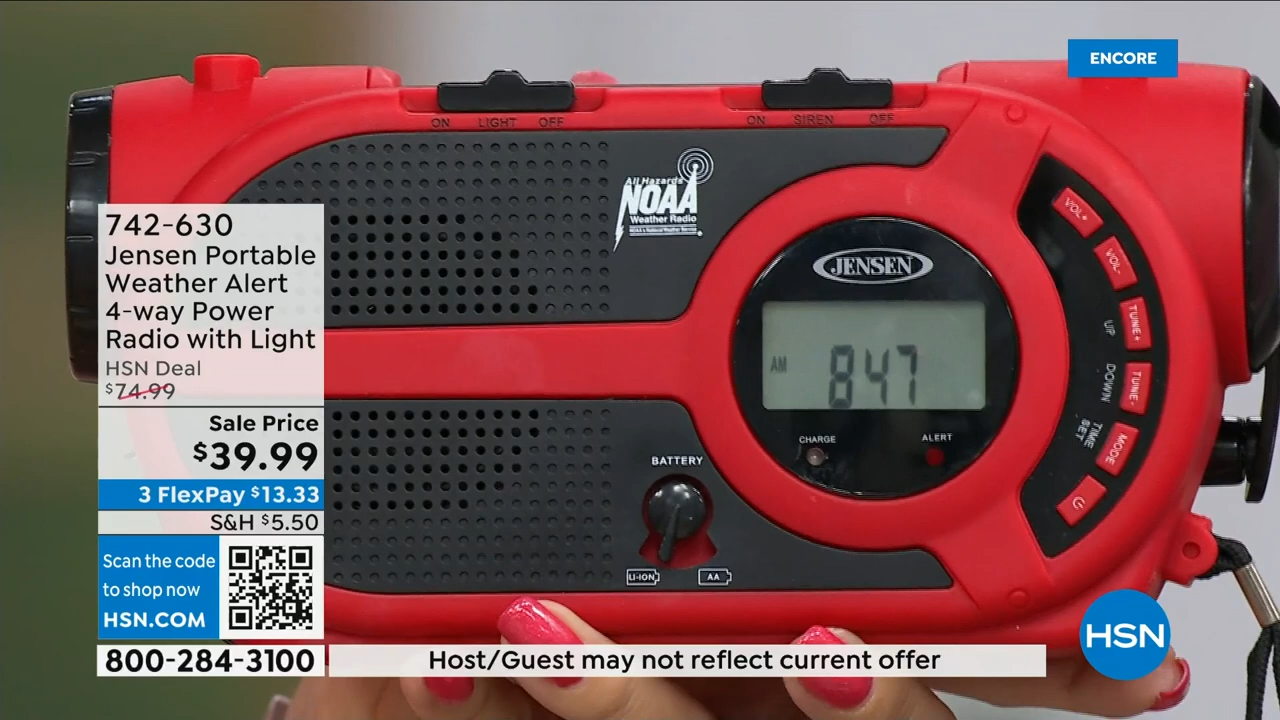 ENCORE
ON LIGHT OFF
ON SIREN OFF
All Hazards
NOAA
Weather Radio
VOL+
VOL-
TUNE+
UP
TUNE-
DOWN
MODE
TIME SET
JENSEN
AM 847
CHARGE
ALERT
BATTERY
LI-ION
AA
742-630
Jensen Portable
Weather Alert
4-way Power
Radio with Light
HSN Deal
$74.99
Sale Price
$39.99
3 FlexPay $13.33
S&H $5.50
Scan the code
to shop now
HSN.COM
800-284-3100
Host/Guest may not reflect current offer
HSN